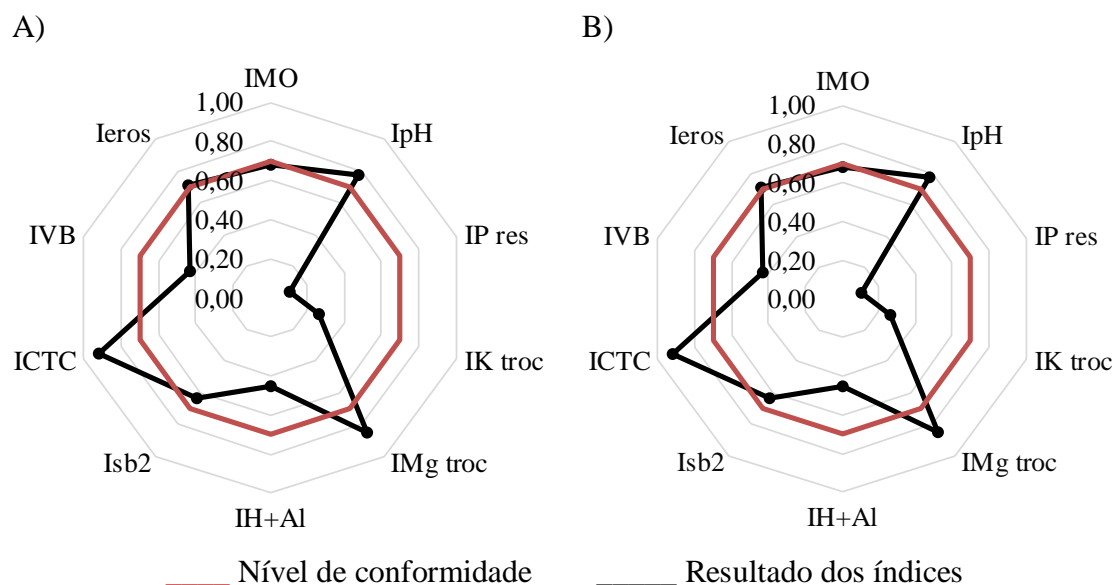 A)
IMO
1,00
0,80
0,60
0,40
0,20
0,00
IpH
IP res
IK troc
IMg troc
IH+Al
Isb2
ICTC
IVB
Ieros
B)
IMO
1,00
0,80
0,60
0,40
0,20
0,00
IpH
IP res
IK troc
IMg troc
IH+Al
Isb2
ICTC
IVB
Ieros
Nível de conformidade
Resultado dos índices